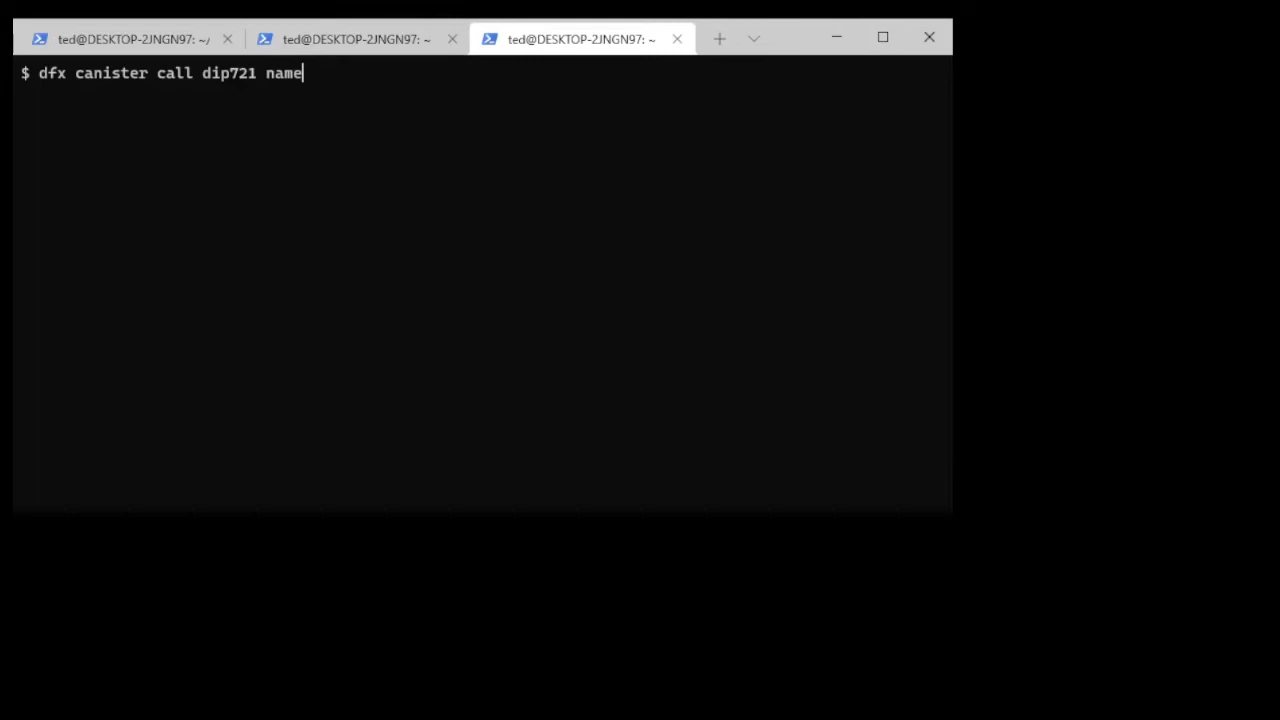 ted@DESKTOP-2JNGN97: ~/
ted@DESKTOP-2JNGN97: ~
ted@DESKTOP-2JNGN97: ~
$ dfx canister call dip721 name